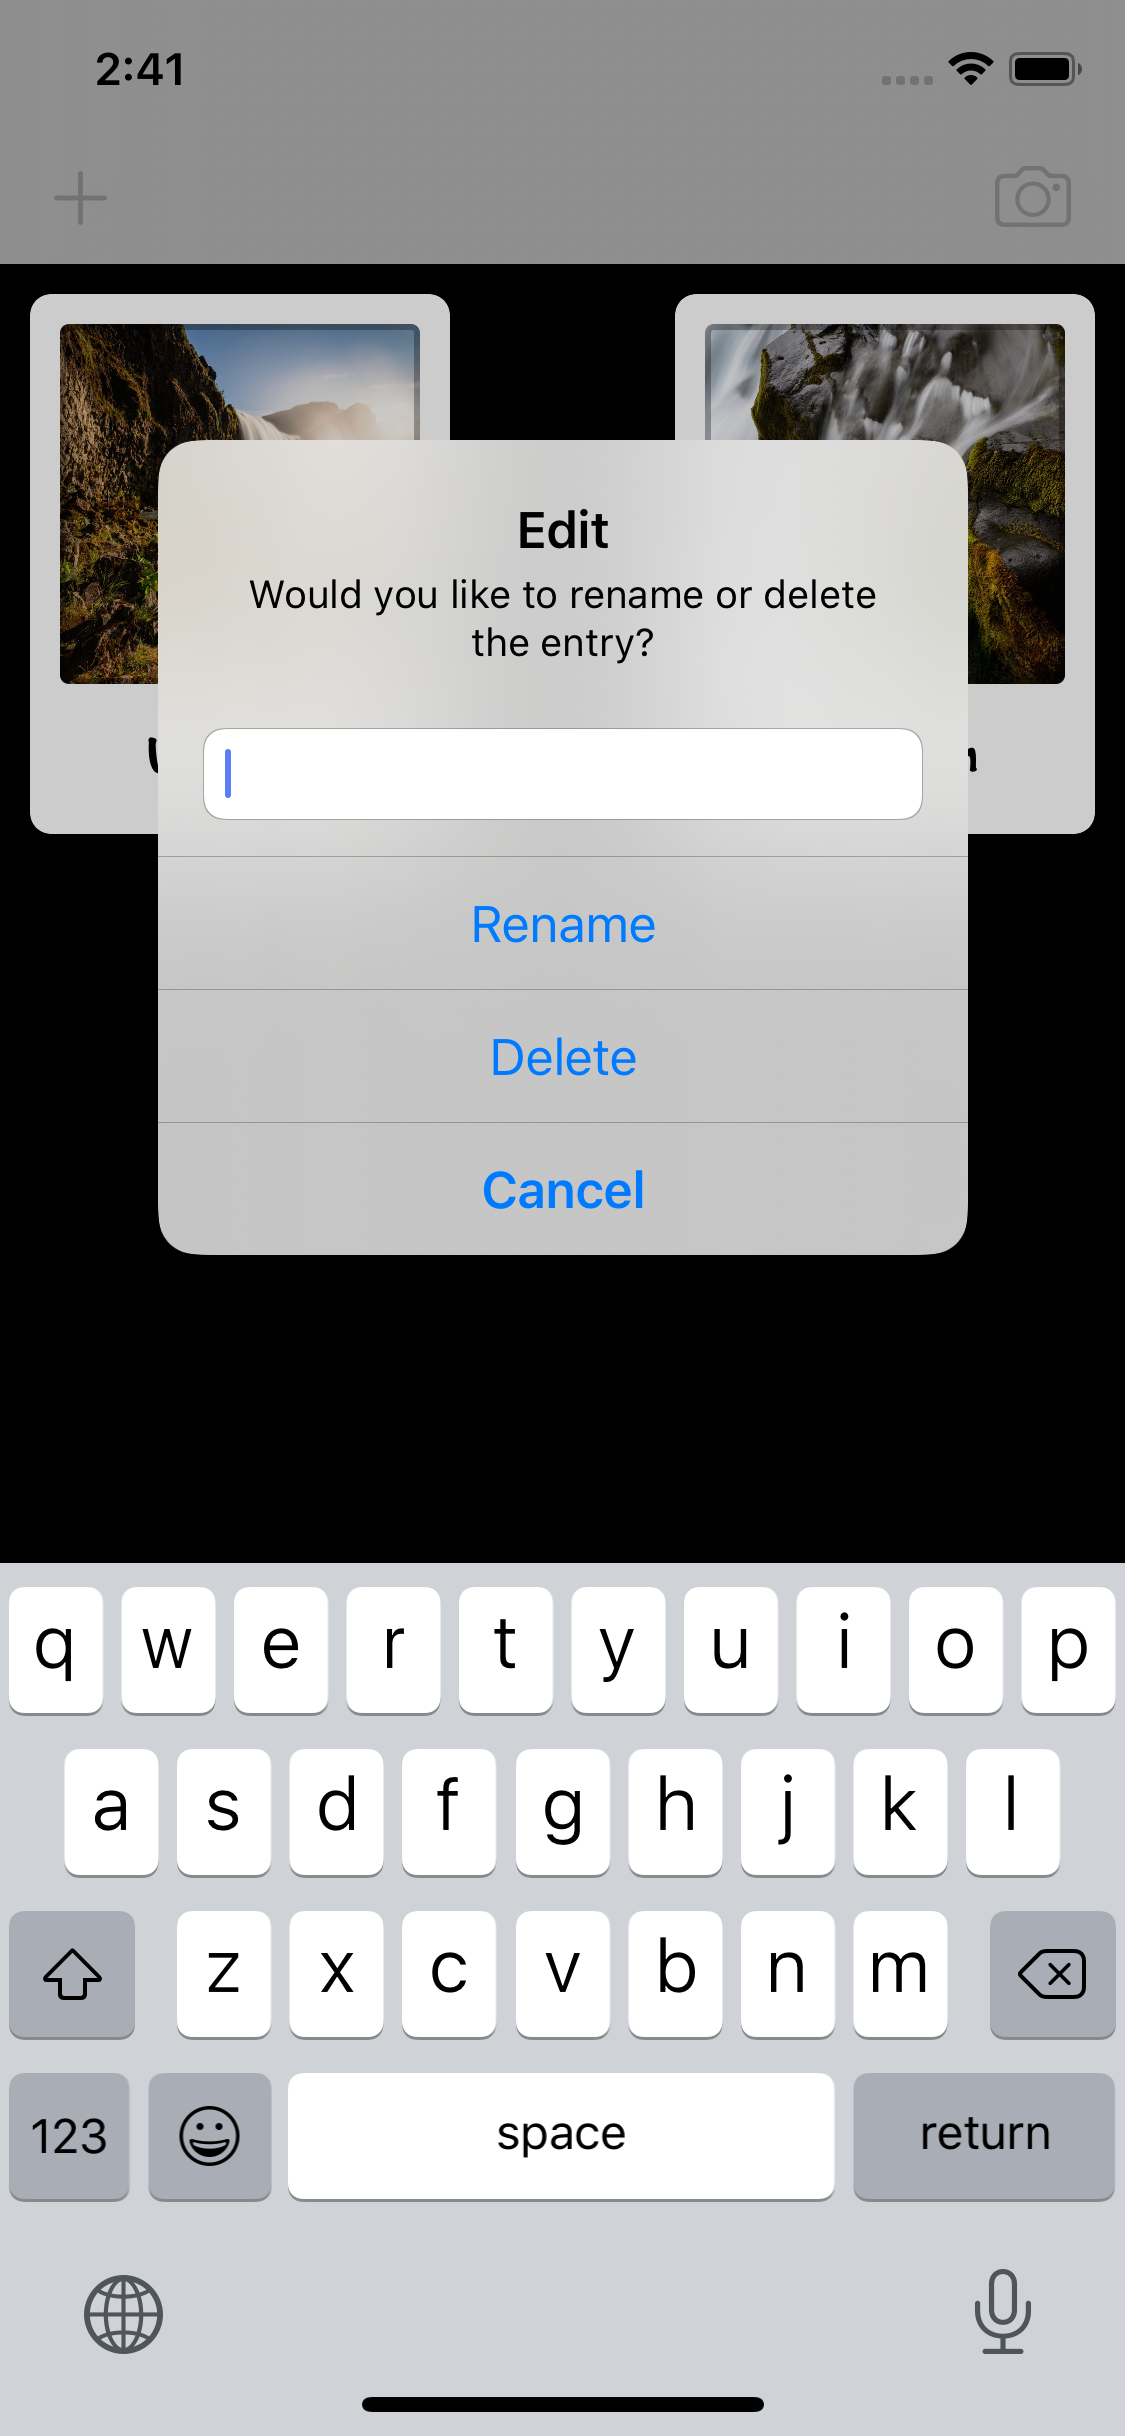 2:41
Edit
Would you like to rename or delete
the entry?
Rename
Delete
Cancel
q w e r t y u i o p
a s d f g h j k l
z x c v b n m
123 space return